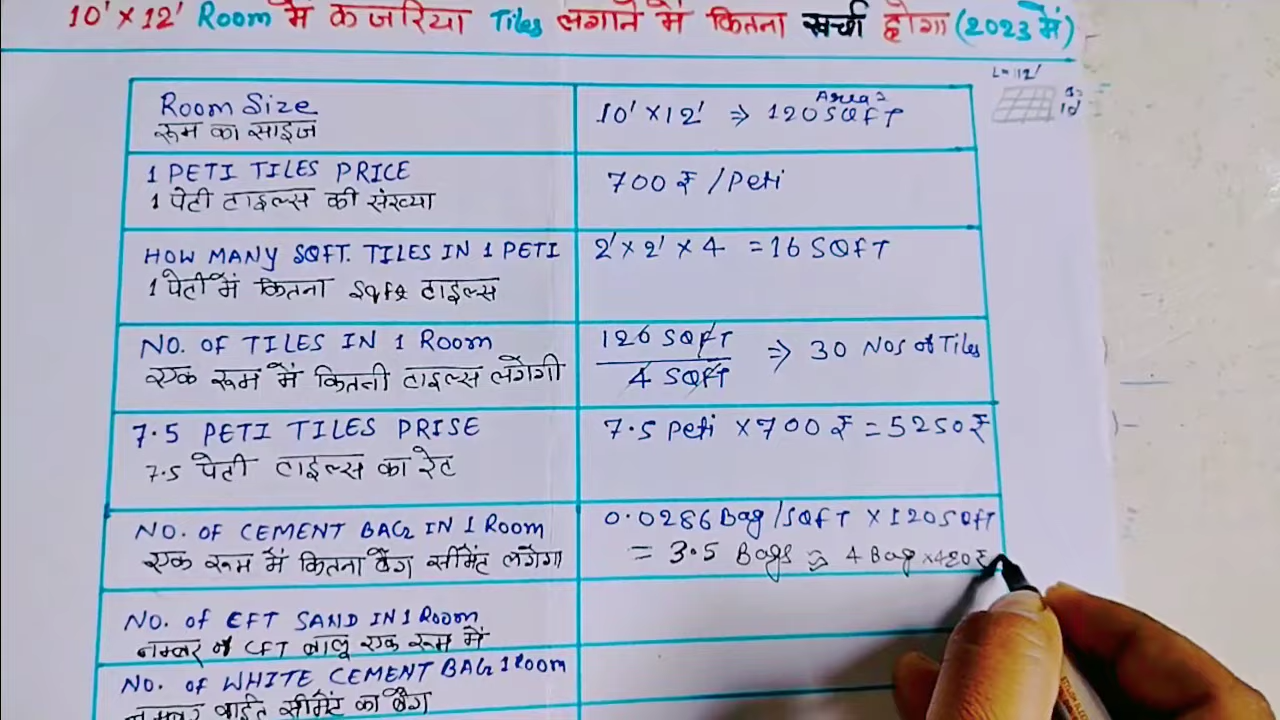 10' × 12' Room में कजरिया Tiles लगाने में कितना खर्चा होगा (2023 में)
L = 12'
10'
Room Size
रूम का साइज
Area =
10' × 12' ⇒ 120 SQFT
1 PETI TILES PRICE
1 पेटी टाइल्स की संख्या
700 ₹ / Peti
HOW MANY SQFT. TILES IN 1 PETI
1 पेटी में कितना sqft टाइल्स
2' × 2' × 4 = 16 SQFT
NO. OF TILES IN 1 Room
एक रूम में कितनी टाइल्स लगेगी
120 SQFT
4 SQFT
⇒ 30 Nos of Tiles
7.5 PETI TILES PRISE
7.5 पेटी टाइल्स का रेट
7.5 Peti × 700 ₹ = 5250 ₹
NO. OF CEMENT BAG IN 1 Room
एक रूम में कितना बैग सीमेंट लगेगा
0.0286 Bag / SQFT × 120 SQFT
= 3.5 Bags ⇒ 4 Bag × 420 ₹
NO. of CFT SAND IN 1 Room
नम्बर of CFT बालू एक रूम में
NO. of WHITE CEMENT BAG 1 Room
नम्बर वाईट सीमेंट का बैग